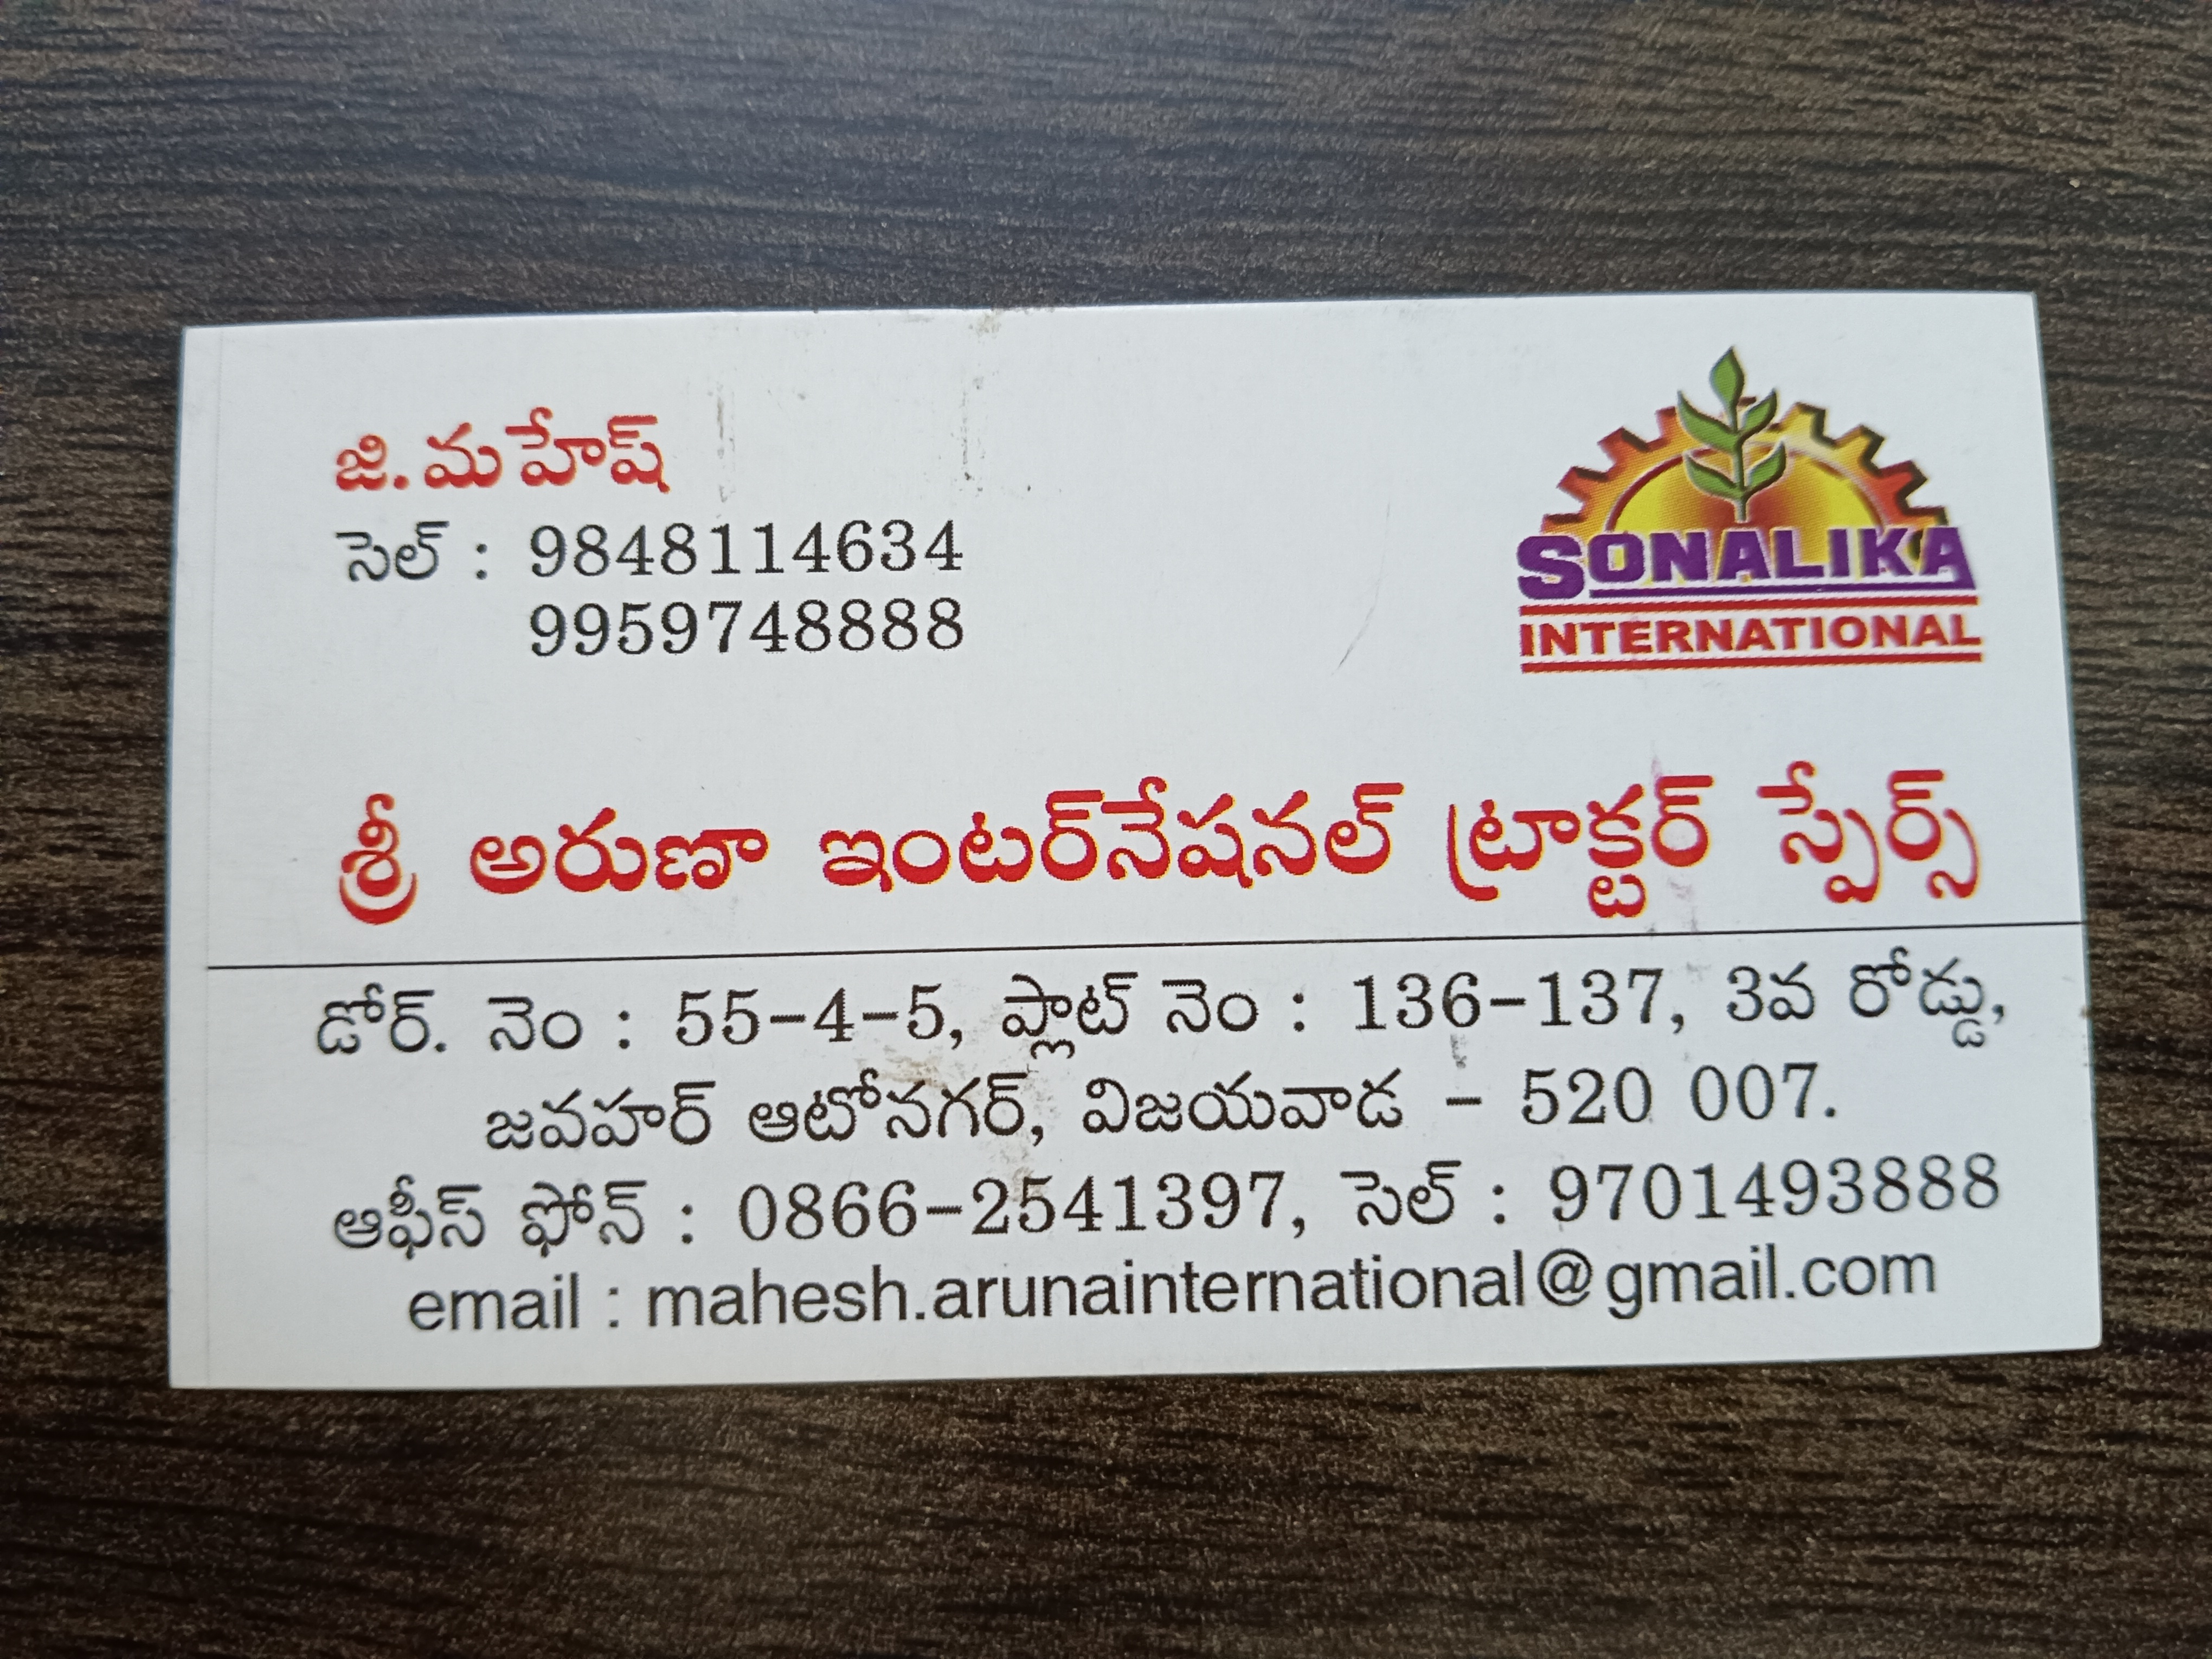 జి.మహేష్
సెల్ : 9848114634
9959748888
SONALIKA
INTERNATIONAL
శ్రీ అరుణా ఇంటర్‌నేషనల్ ట్రాక్టర్ స్పేర్స్
డోర్. నెం : 55-4-5, ప్లాట్ నెం : 136-137, 3వ రోడ్డు,
జవహర్ ఆటోనగర్, విజయవాడ - 520 007.
ఆఫీస్ ఫోన్ : 0866-2541397, సెల్ : 9701493888
email : mahesh.arunainternational@gmail.com